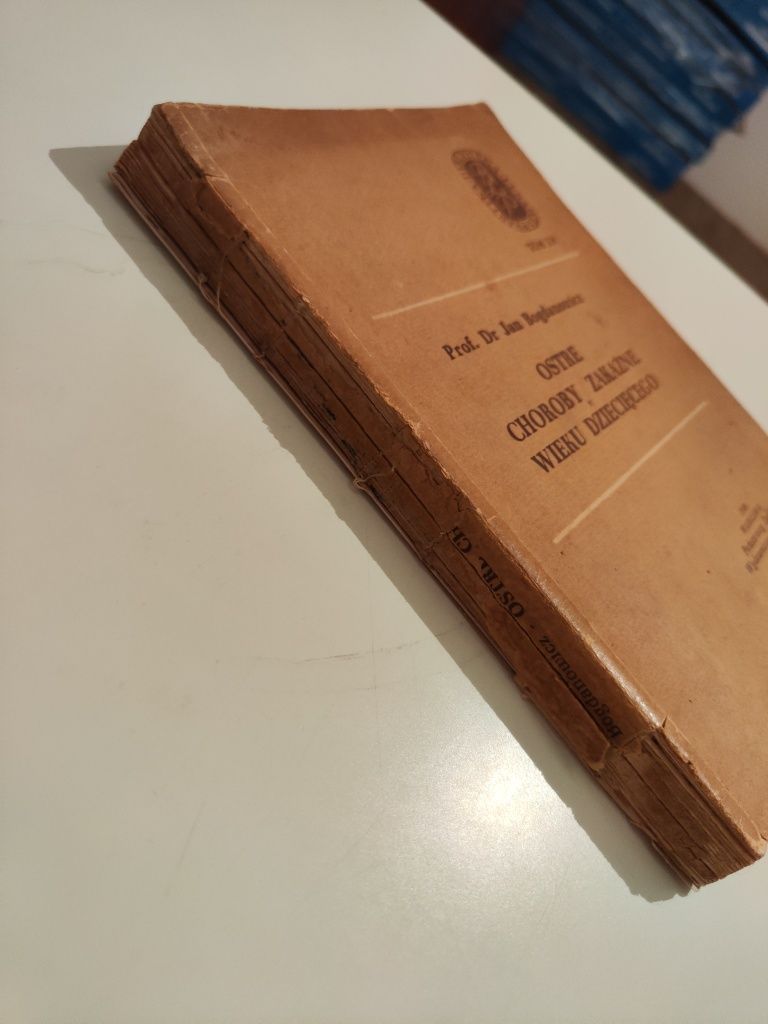 Prof. Dr Jan Bogdanowicz
OSTRE
CHOROBY ZAKAŹNE
WIEKU DZIECIĘCEGO
Bogdanowicz - OSTRE CH